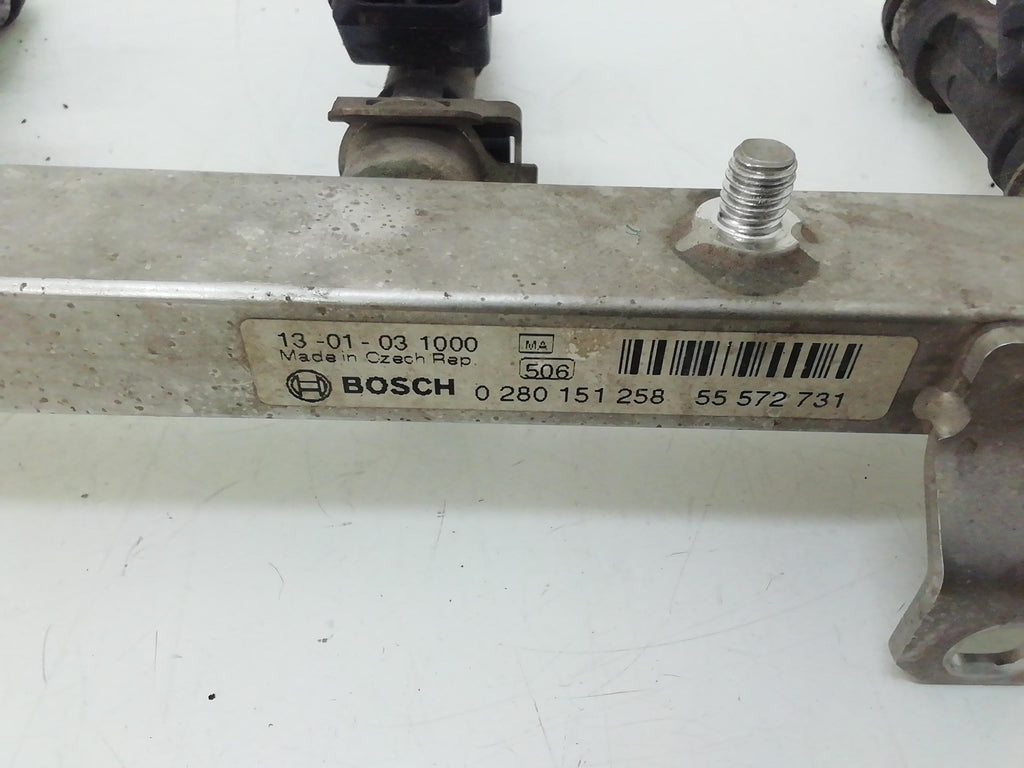 13 -01 - 03 1000 MA
Made in Czech Rep. 506
BOSCH 0 280 151 258 55 572 731